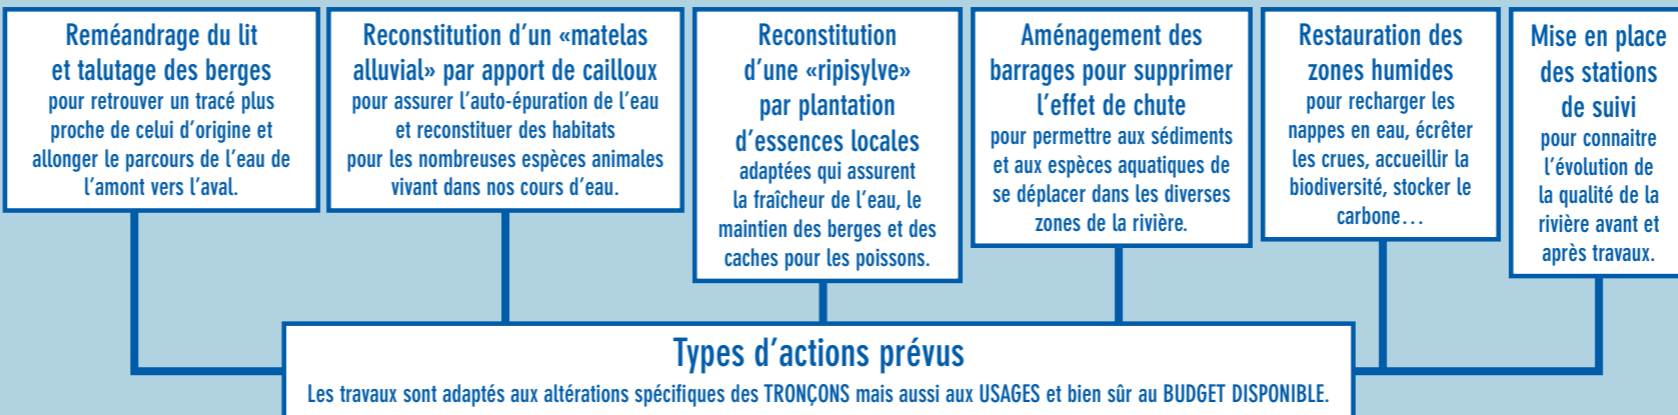 Reméandrage du lit
et talutage des berges
pour retrouver un tracé plus
proche de celui d'origine et
allonger le parcours de l'eau de
l'amont vers l'aval.
Reconstitution d'un «matelas
alluvial» par apport de cailloux
pour assurer l'auto-épuration de l'eau
et reconstituer des habitats
pour les nombreuses espèces animales
vivant dans nos cours d'eau.
Reconstitution
d'une «ripisylve»
par plantation
d'essences locales
adaptées qui assurent
la fraîcheur de l'eau, le
maintien des berges et des
caches pour les poissons.
Aménagement des
barrages pour supprimer
l'effet de chute
pour permettre aux sédiments
et aux espèces aquatiques de
se déplacer dans les diverses
zones de la rivière.
Restauration des
zones humides
pour recharger les
nappes en eau, écrêter
les crues, accueillir la
biodiversité, stocker le
carbone…
Mise en place
des stations
de suivi
pour connaitre
l'évolution de
la qualité de la
rivière avant et
après travaux.
Types d'actions prévus
Les travaux sont adaptés aux altérations spécifiques des TRONÇONS mais aussi aux USAGES et bien sûr au BUDGET DISPONIBLE.